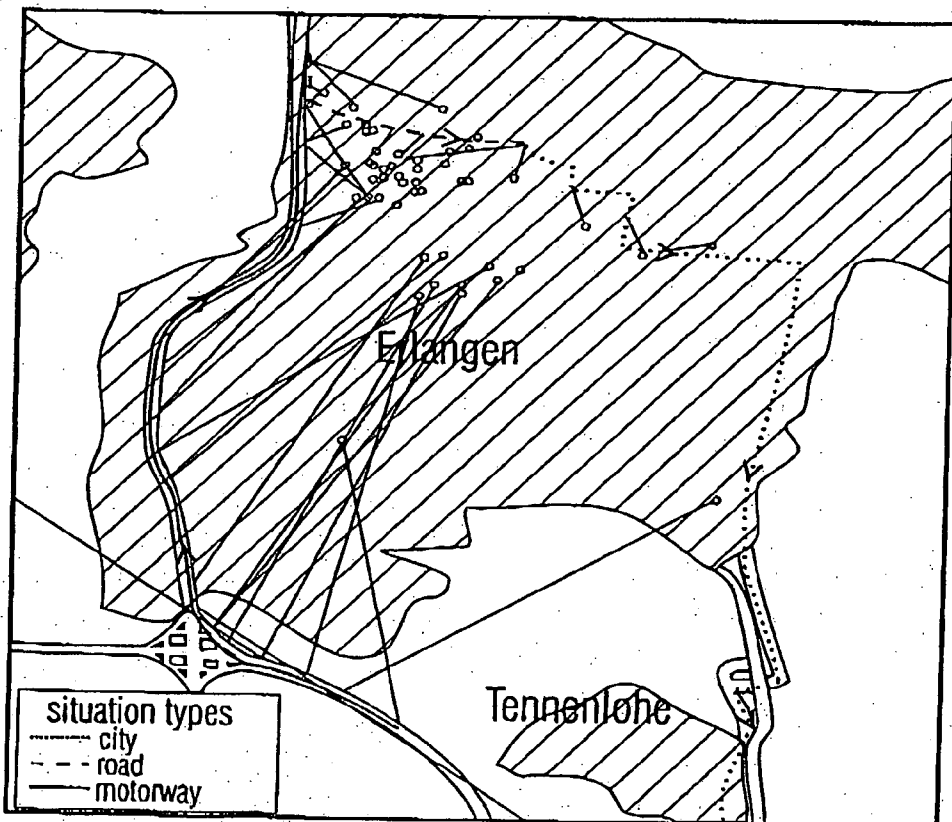 Erlangen
Tennenlohe
situation types
city
road
motorway